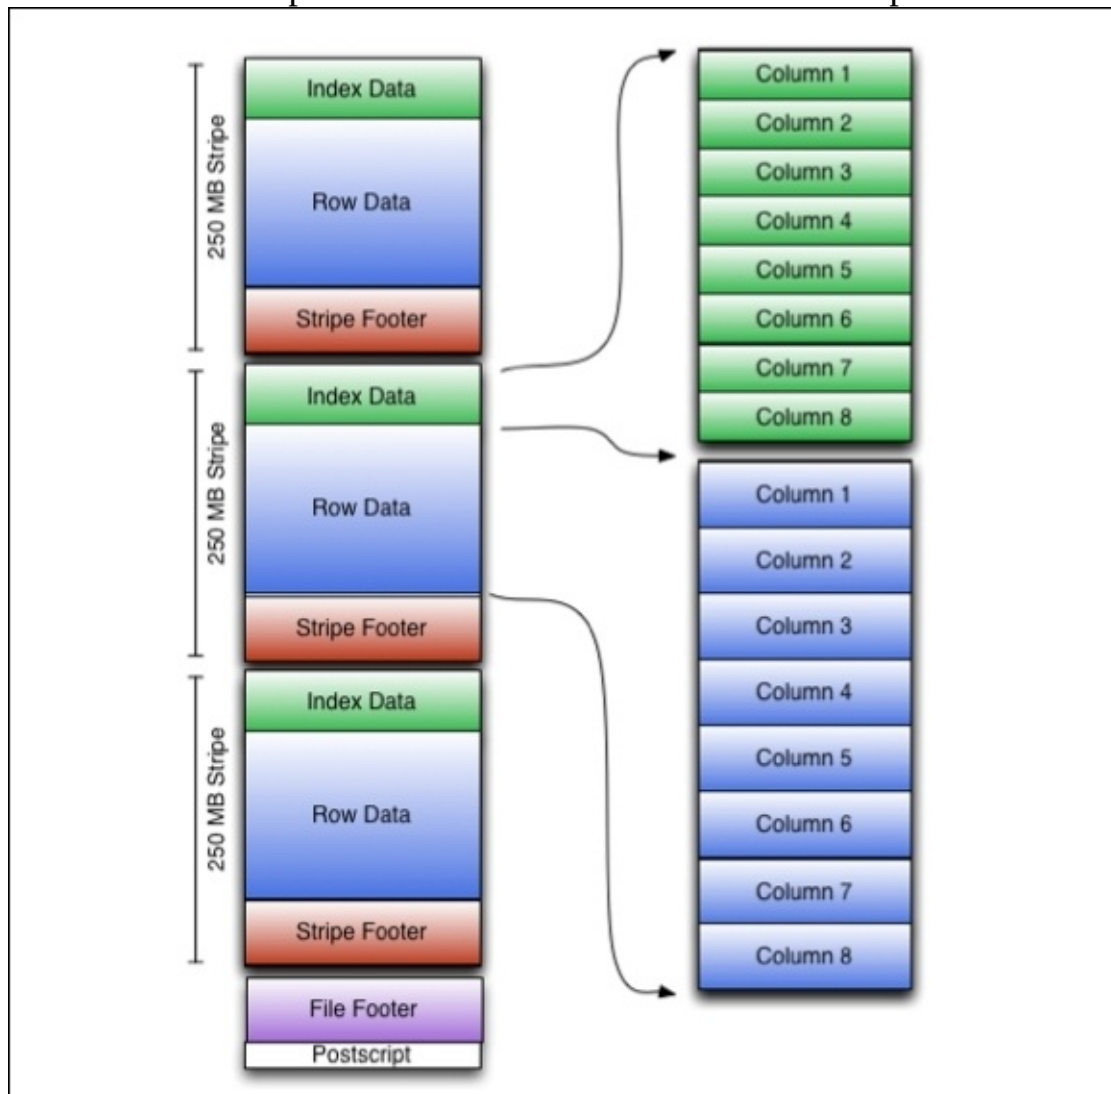 250 MB Stripe
Index Data
Row Data
Stripe Footer
250 MB Stripe
Index Data
Row Data
Stripe Footer
250 MB Stripe
Index Data
Row Data
Stripe Footer
File Footer
Postscript
Column 1
Column 2
Column 3
Column 4
Column 5
Column 6
Column 7
Column 8
Column 1
Column 2
Column 3
Column 4
Column 5
Column 6
Column 7
Column 8